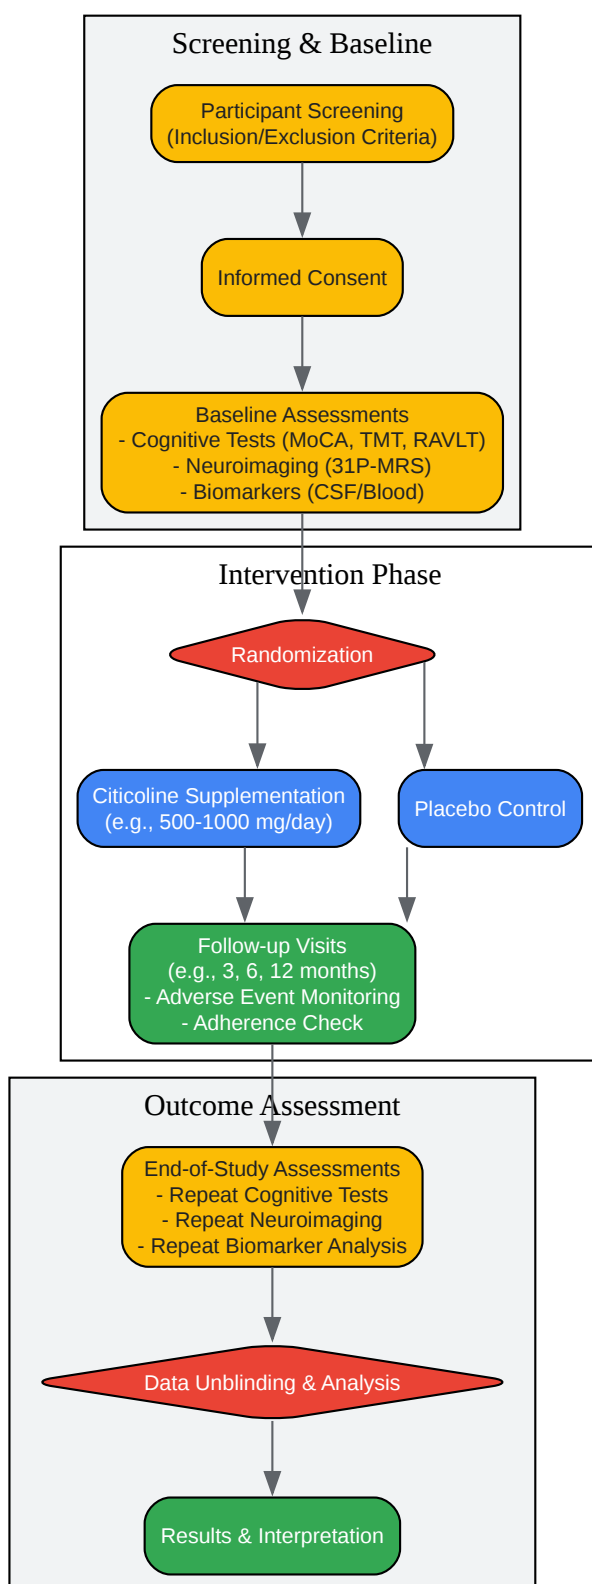 Screening & Baseline
Participant Screening
(Inclusion/Exclusion Criteria)
Informed Consent
Baseline Assessments
- Cognitive Tests (MoCA, TMT, RAVLT)
- Neuroimaging (31P-MRS)
- Biomarkers (CSF/Blood)
Intervention Phase
Randomization
Citicoline Supplementation
(e.g., 500-1000 mg/day)
Placebo Control
Follow-up Visits
(e.g., 3, 6, 12 months)
- Adverse Event Monitoring
- Adherence Check
Outcome Assessment
End-of-Study Assessments
- Repeat Cognitive Tests
- Repeat Neuroimaging
- Repeat Biomarker Analysis
Data Unblinding & Analysis
Results & Interpretation